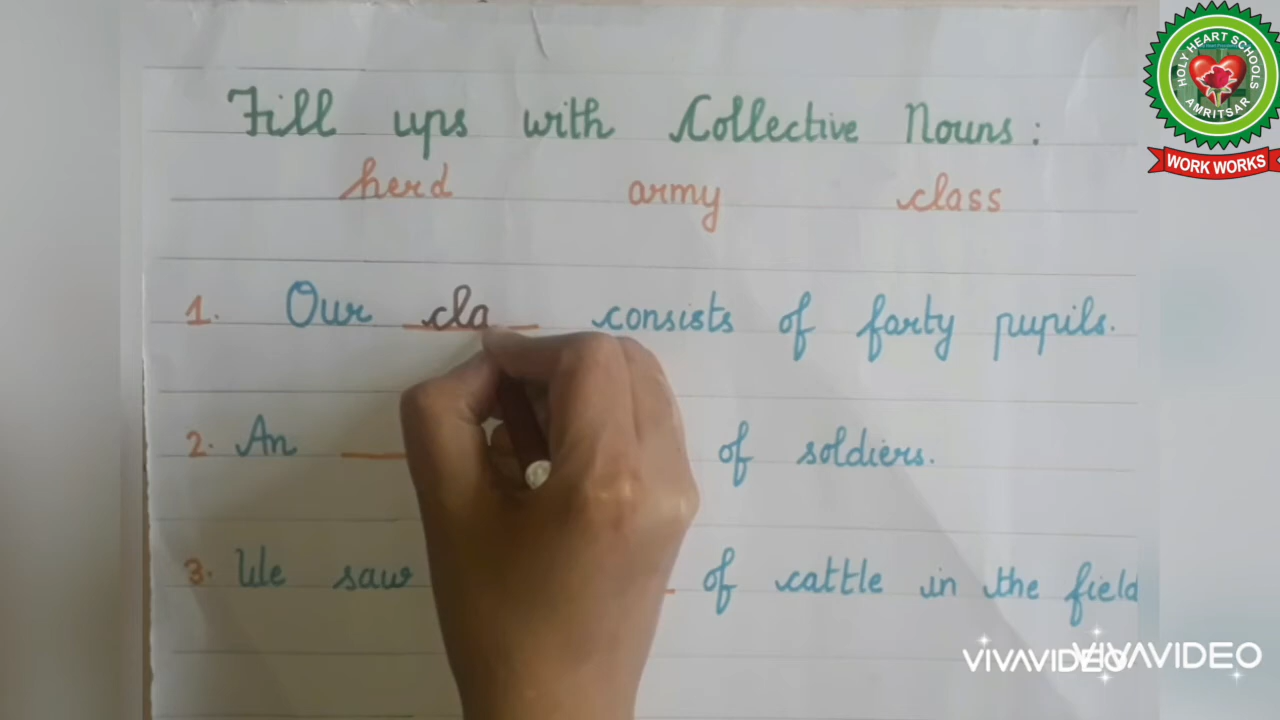 Fill ups with Collective Nouns:
herd army class
1. Our cla consists of forty pupils.
2. An of soldiers.
3. We saw of cattle in the field
HOLY HEART SCHOOLS
AMRITSAR
WORK WORKS
VIVAVIDEO
VIVAVIDEO